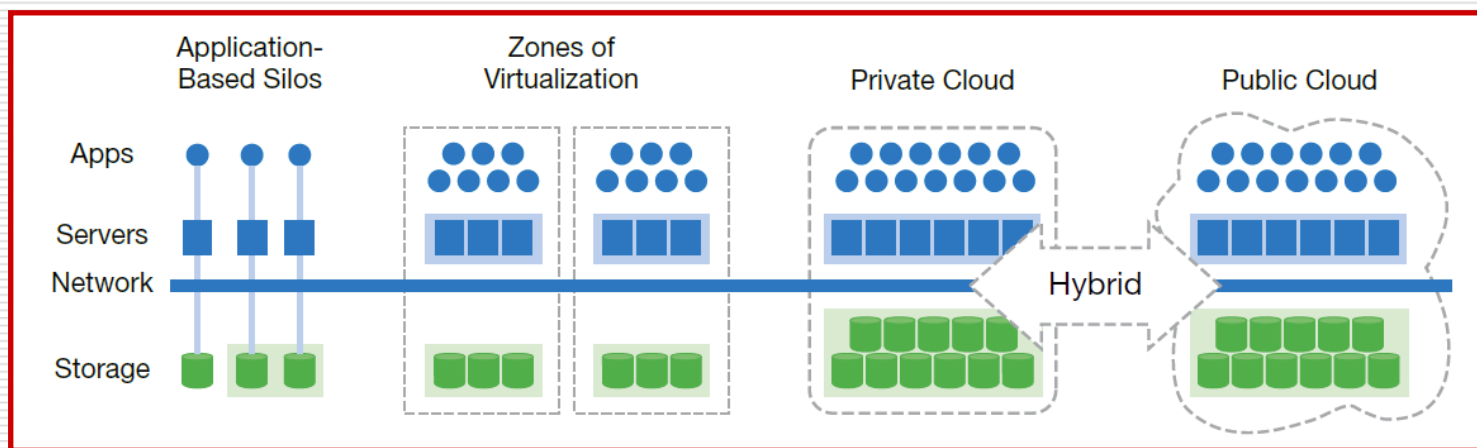 Application-
Based Silos
Zones of
Virtualization
Private Cloud
Public Cloud
Apps
Servers
Network
Hybrid
Storage